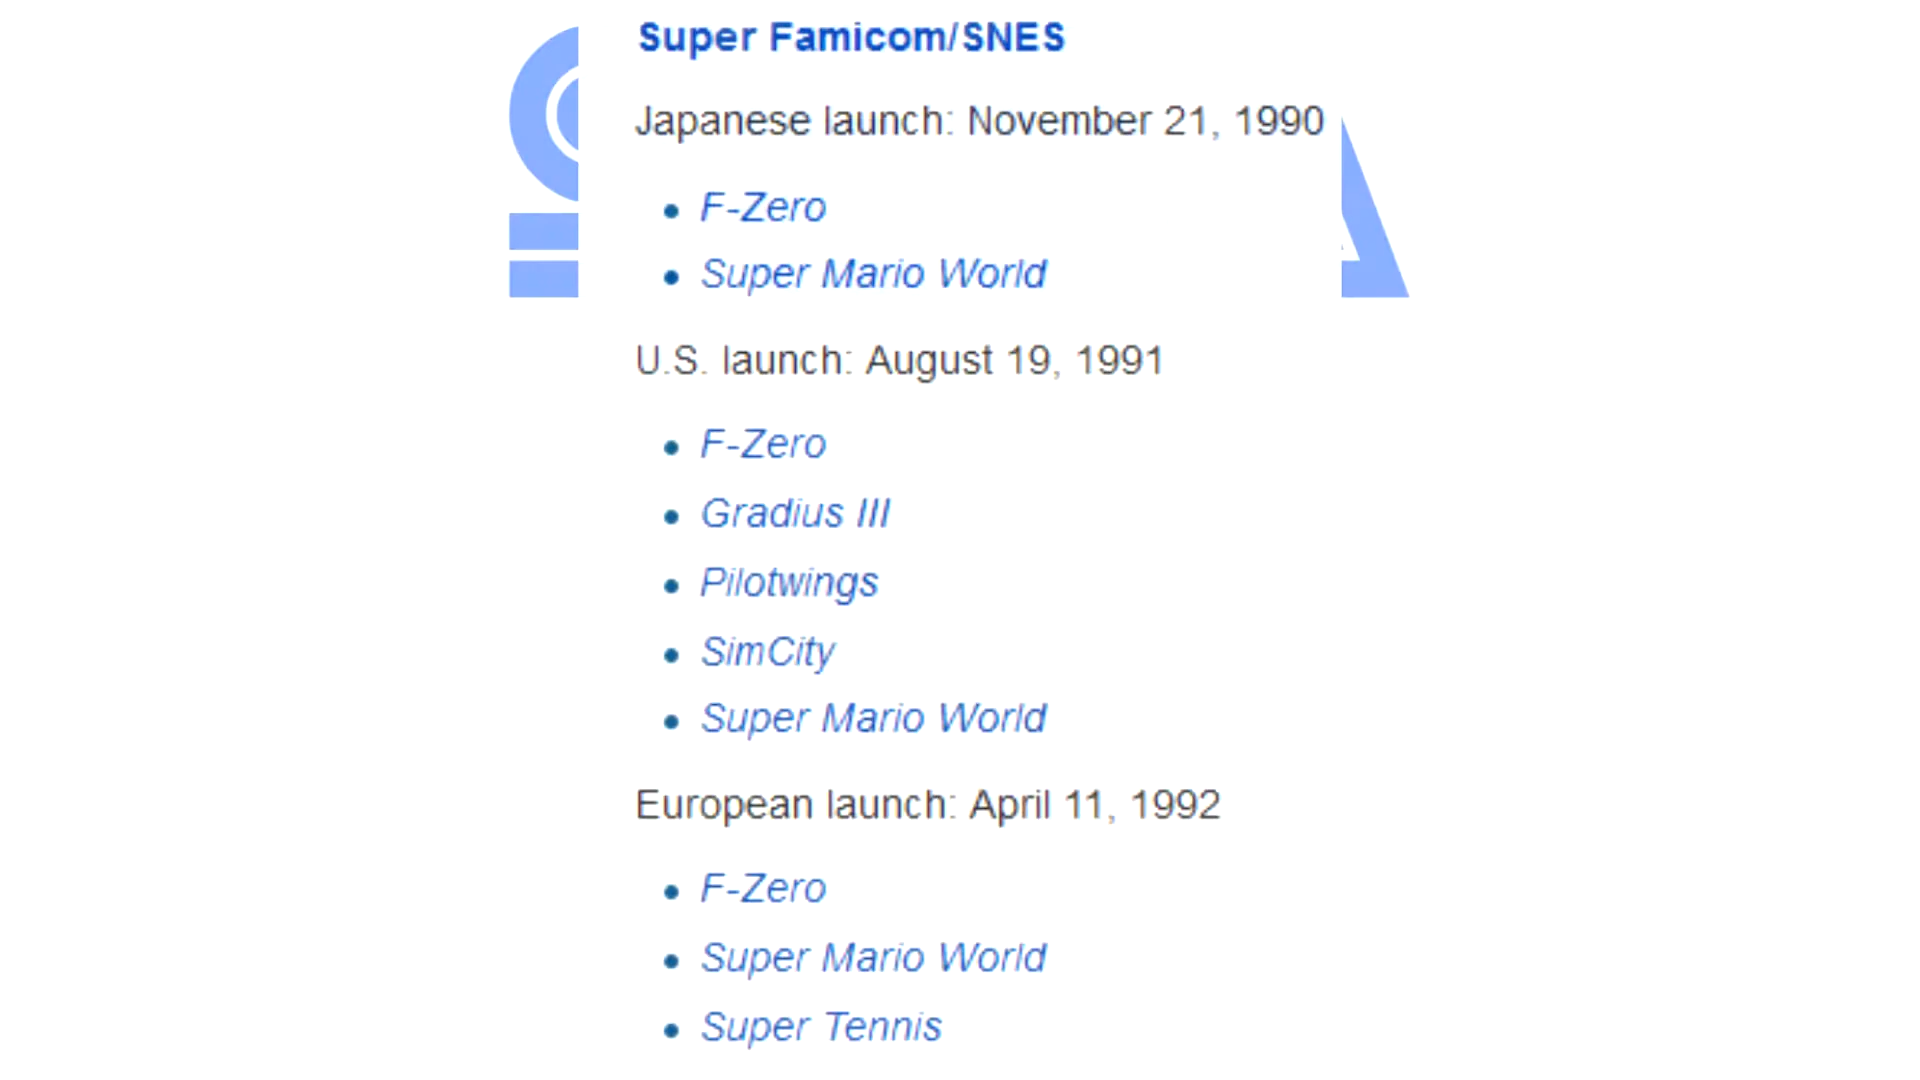 Super Famicom/SNES
Japanese launch: November 21, 1990
• F-Zero
• Super Mario World
U.S. launch: August 19, 1991
• F-Zero
• Gradius III
• Pilotwings
• SimCity
• Super Mario World
European launch: April 11, 1992
• F-Zero
• Super Mario World
• Super Tennis